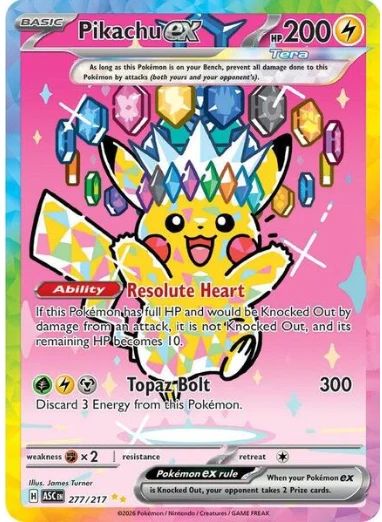 BASIC Pikachu ex HP 200
Tera
As long as this Pokémon is on your Bench, prevent all damage done to this
Pokémon by attacks (both yours and your opponent's).
Ability Resolute Heart
If this Pokémon has full HP and would be Knocked Out by
damage from an attack, it is not Knocked Out, and its
remaining HP becomes 10.
Topaz Bolt 300
Discard 3 Energy from this Pokémon.
weakness ×2 resistance retreat
Pokémon ex rule When your Pokémon ex
is Knocked Out, your opponent takes 2 Prize cards.
Illus. James Turner
H ASC EN 277/217
©2026 Pokémon / Nintendo / Creatures / GAME FREAK